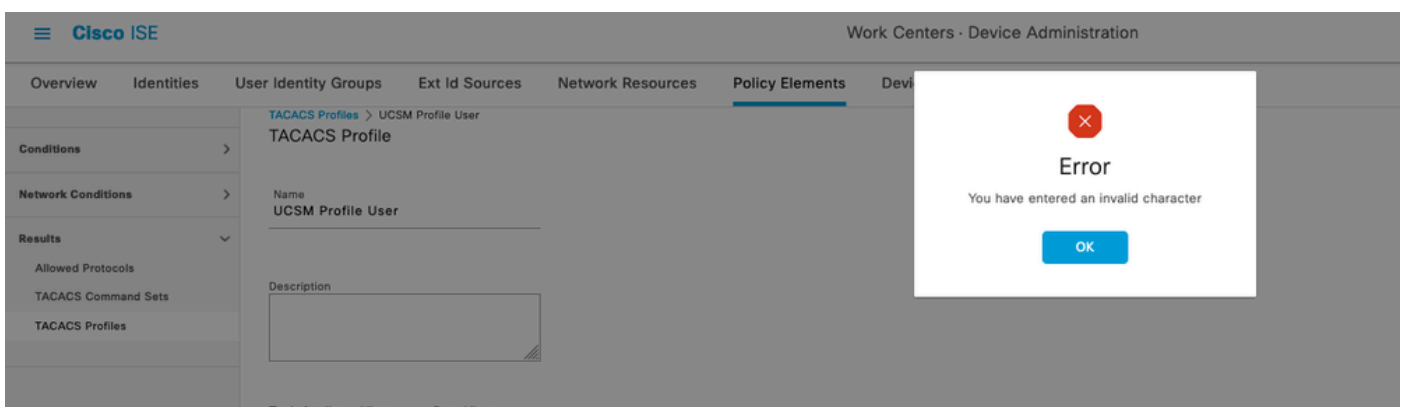 Cisco ISE
Work Centers · Device Administration
Overview Identities User Identity Groups Ext Id Sources Network Resources Policy Elements
TACACS Profiles > UCSM Profile User
TACACS Profile
Conditions
Network Conditions
Name
UCSM Profile User
Results
Allowed Protocols
TACACS Command Sets
TACACS Profiles
Description
Error
You have entered an invalid character
OK